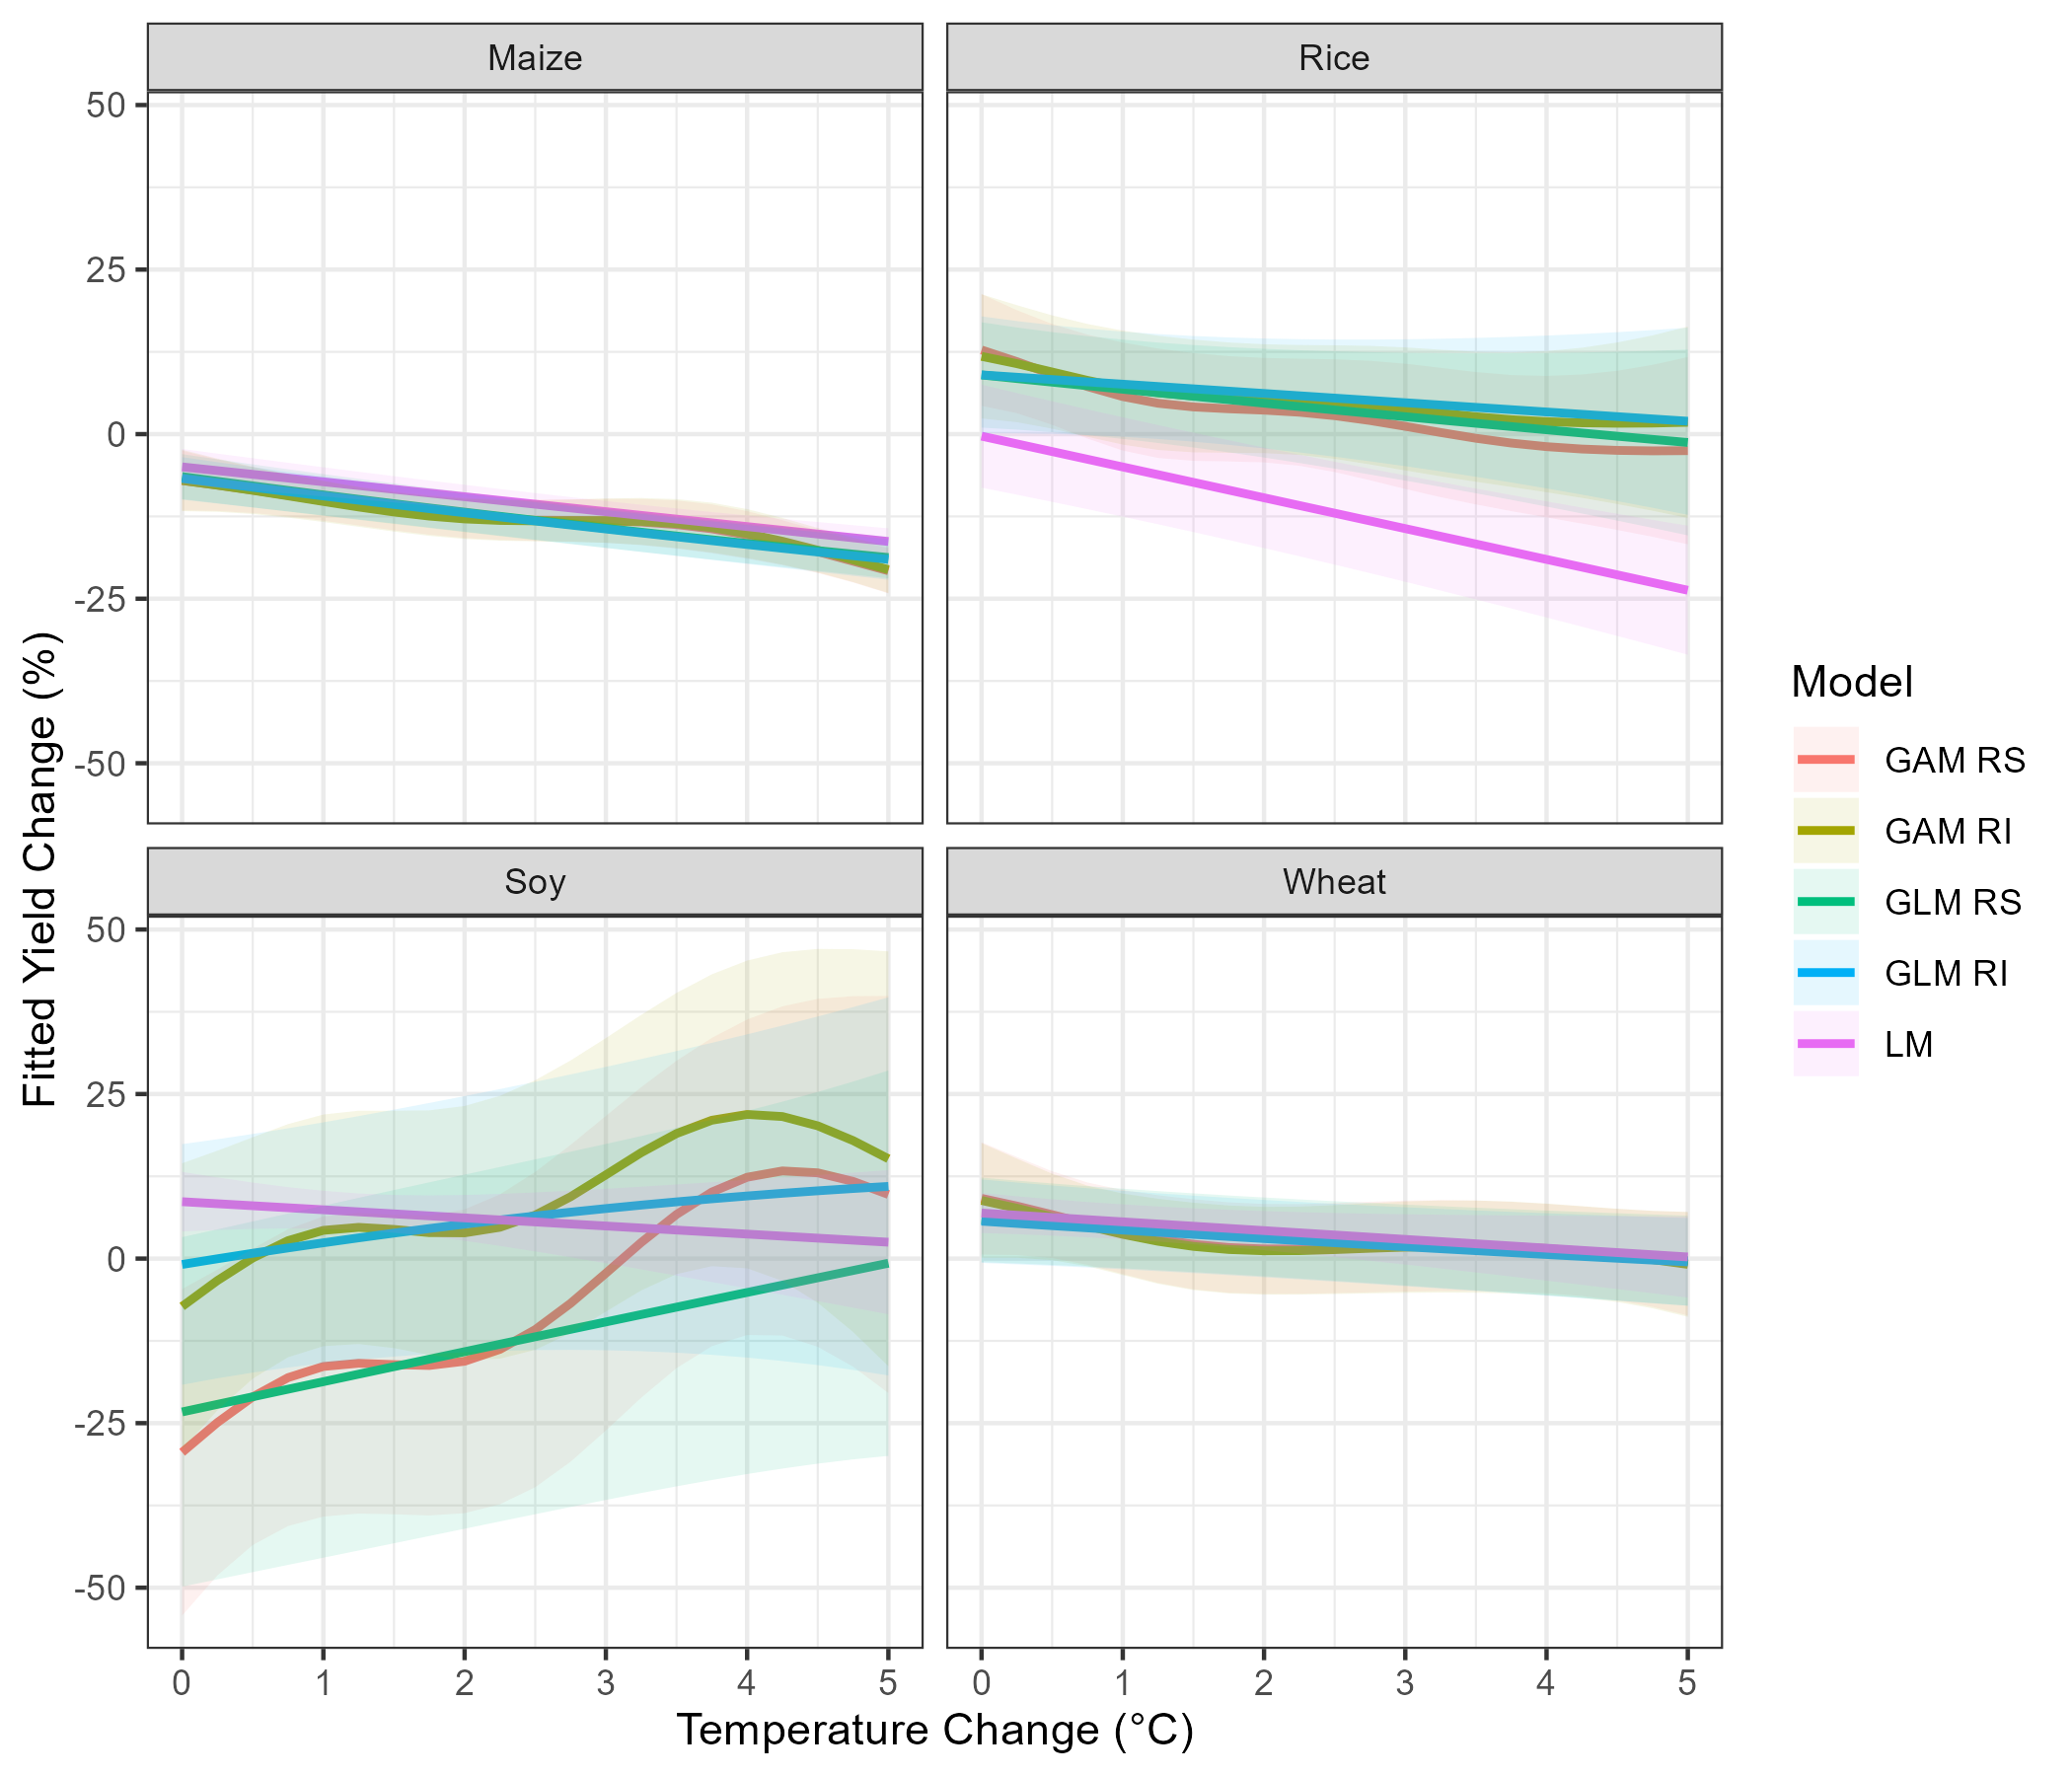 Maize
Rice
50
25
0
-25
-50
Soy
Wheat
50
25
0
-25
-50
0 1 2 3 4 5
0 1 2 3 4 5
Temperature Change (°C)
Fitted Yield Change (%)
Model
GAM RS
GAM RI
GLM RS
GLM RI
LM